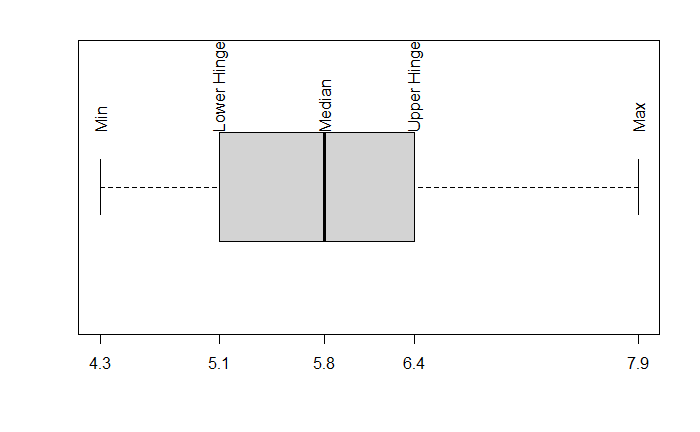 Min
Lower Hinge
Median
Upper Hinge
Max
4.3
5.1
5.8
6.4
7.9